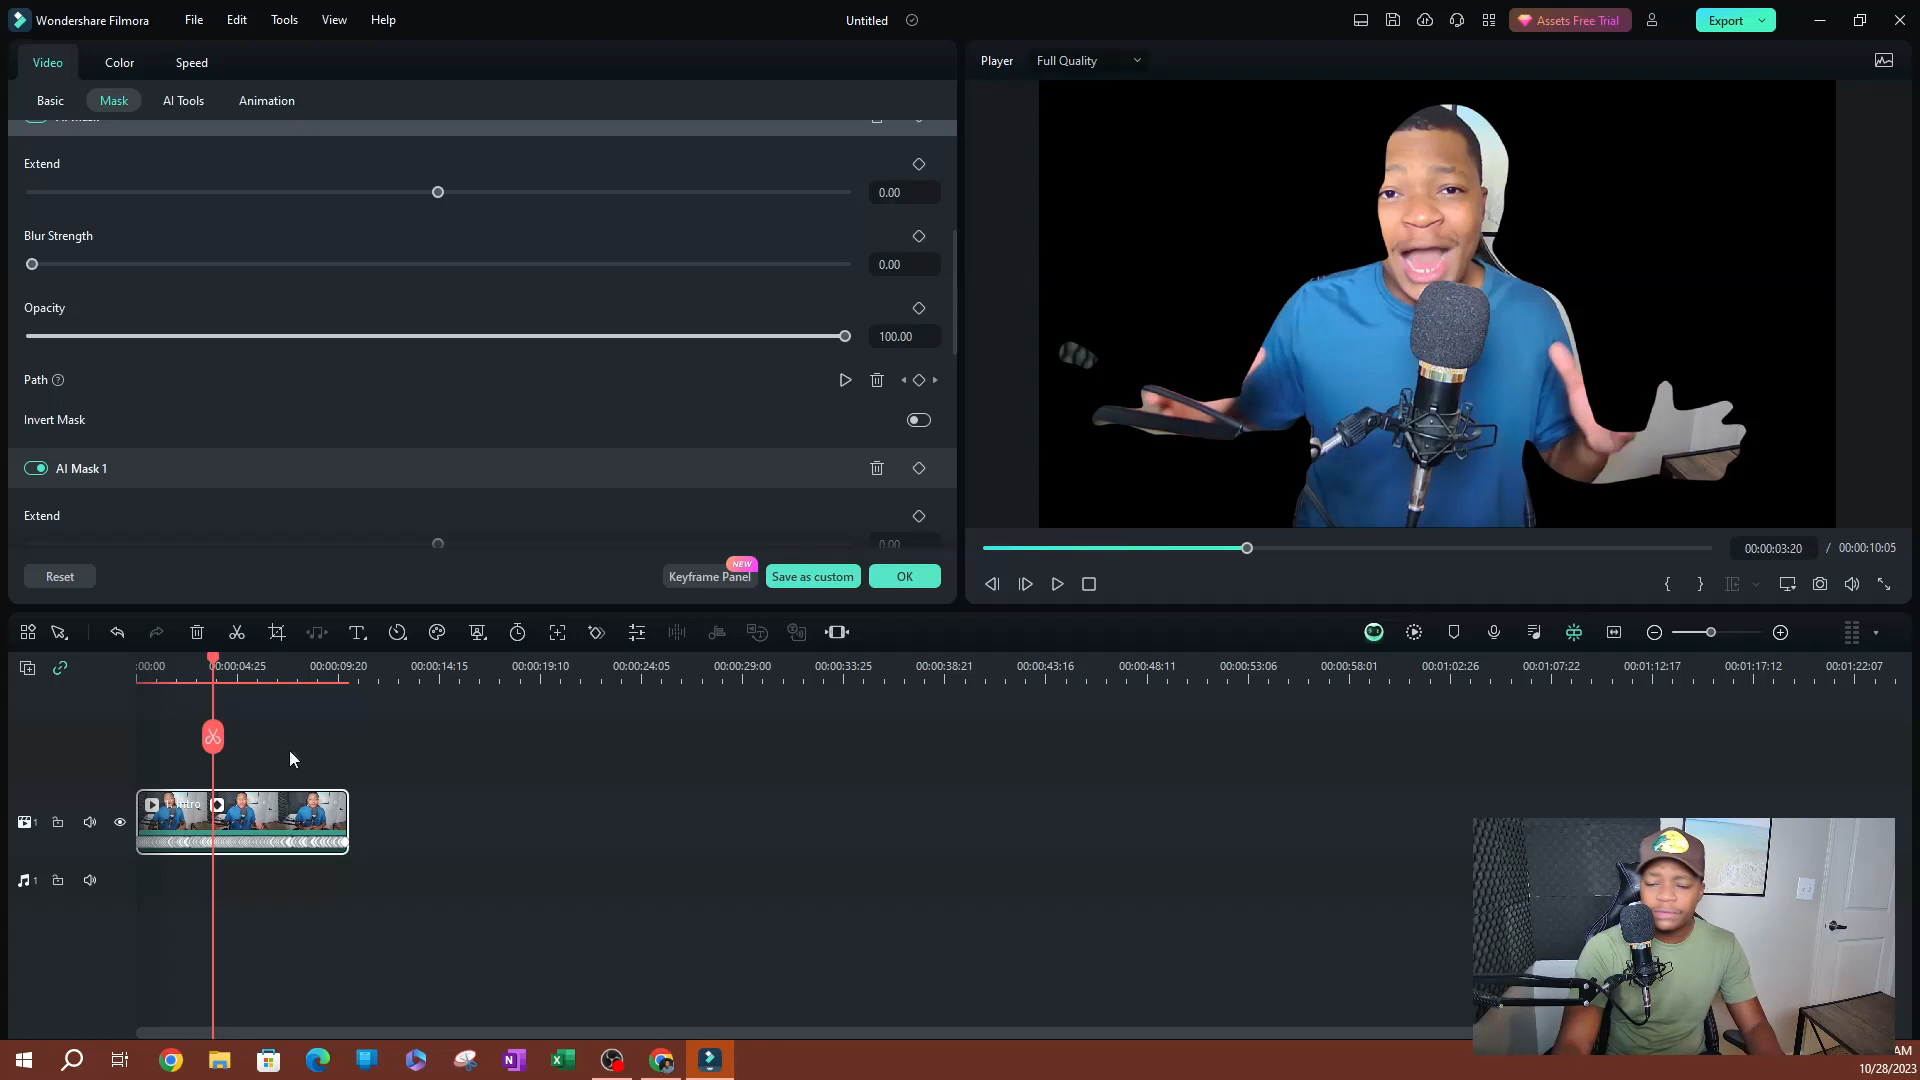 Wondershare Filmora
File
Edit
Tools
View
Help
Untitled
Assets Free Trial
Export
Video
Color
Speed
Player
Full Quality
Basic
Mask
AI Tools
Animation
Extend
0.00
Blur Strength
0.00
Opacity
100.00
Path
Invert Mask
AI Mask 1
Extend
0.00
00:00:03:20 / 00:00:10:05
NEW
Reset
Keyframe Panel
Save as custom
OK
:00:00
00:00:04:25
00:00:09:20
00:00:14:15
00:00:19:10
00:00:24:05
00:00:29:00
00:00:33:25
00:00:38:21
00:00:43:16
00:00:48:11
00:00:53:06
00:00:58:01
00:01:02:26
00:01:07:22
00:01:12:17
00:01:17:12
00:01:22:07
1
1
AM
10/28/2023